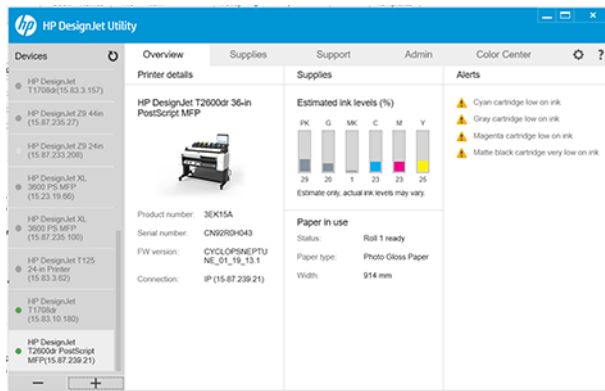 hp HP DesignJet Utility
Devices
HP DesignJet
T1708dr(15.83.3.157)
HP DesignJet Z9 44in
(15.87.235.27)
HP DesignJet Z9 24in
(15.87.233.208)
HP DesignJet XL
3600 PS MFP
(15.23.19.66)
HP DesignJet XL
3600 PS MFP
(15.87.235.100)
HP DesignJet T125
24-in Printer
(15.83.3.62)
HP DesignJet
T1708dr
(15.83.10.180)
HP DesignJet
T2600dr PostScript
MFP(15.87.239.21)
Overview Supplies Support Admin Color Center ?
Printer details
HP DesignJet T2600dr 36-in
PostScript MFP
Product number: 3EK15A
Serial number: CN92R0H043
FW version: CYCLOPSNEPTU
NE_01_19_13.1
Connection: IP (15.87.239.21)
Supplies
Estimated ink levels (%)
PK G MK C M Y
29 26 1 23 23 25
Estimate only, actual ink levels may vary.
Paper in use
Status: Roll 1 ready
Paper type: Photo Gloss Paper
Width: 914 mm
Alerts
Cyan cartridge low on ink
Gray cartridge low on ink
Magenta cartridge low on ink
Matte black cartridge very low on ink